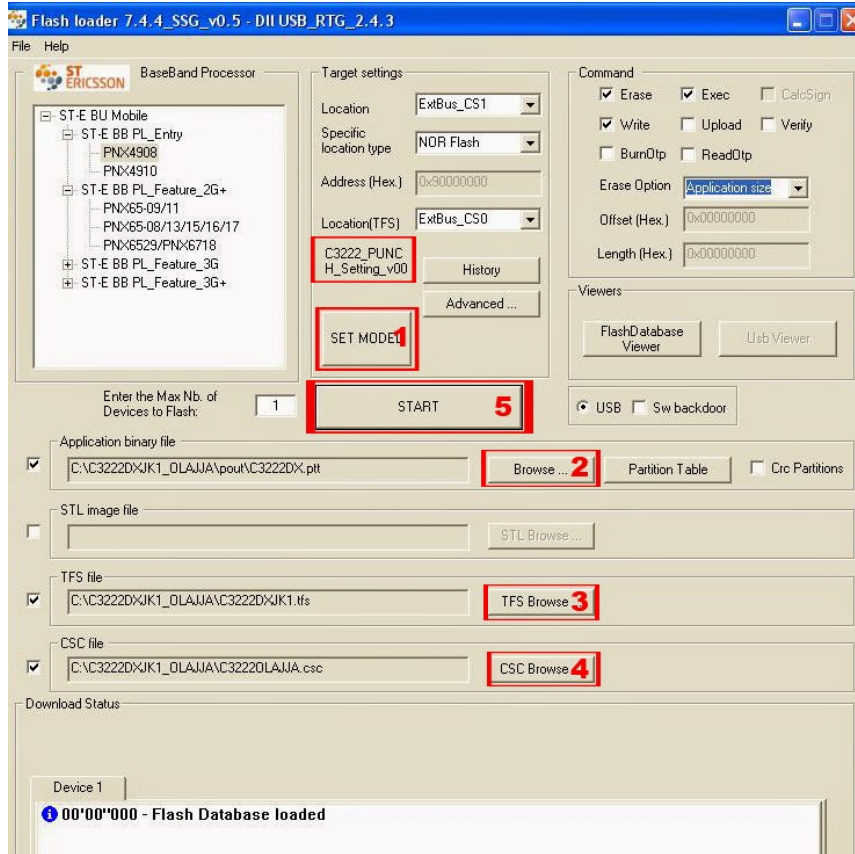 Flash loader 7.4.4_SSG_v0.5 - Dll USB_RTG_2.4.3
File Help
ST ERICSSON
BaseBand Processor
ST-E BU Mobile
ST-E BB PL_Entry
PNX4908
PNX4910
ST-E BB PL_Feature_2G+
PNX65-09/11
PNX65-08/13/15/16/17
PNX6529/PNX6718
ST-E BB PL_Feature_3G
ST-E BB PL_Feature_3G+
Target settings
Location ExtBus_CS1
Specific
location type NOR Flash
Address (Hex.) 0x90000000
Location(TFS) ExtBus_CS0
C3222_PUNC
H_Setting_v00
History
Advanced ...
SET MODEL 1
Command
Erase Exec CalcSign
Write Upload Verify
BurnOtp ReadOtp
Erase Option Application size
Offset (Hex.) 0x00000000
Length (Hex.) 0x00000000
Viewers
FlashDatabase
Viewer
Usb Viewer
Enter the Max Nb. of
Devices to Flash: 1
START 5
USB Sw backdoor
Application binary file
C:\C3222DXJK1_OLAJJA\pout\C3222DX.ptt
Browse ... 2
Partition Table
Crc Partitions
STL image file
STL Browse ...
TFS file
C:\C3222DXJK1_OLAJJA\C3222DXJK1.tfs
TFS Browse 3
CSC file
C:\C3222DXJK1_OLAJJA\C3222OLAJJA.csc
CSC Browse 4
Download Status
Device 1
00'00''000 - Flash Database loaded